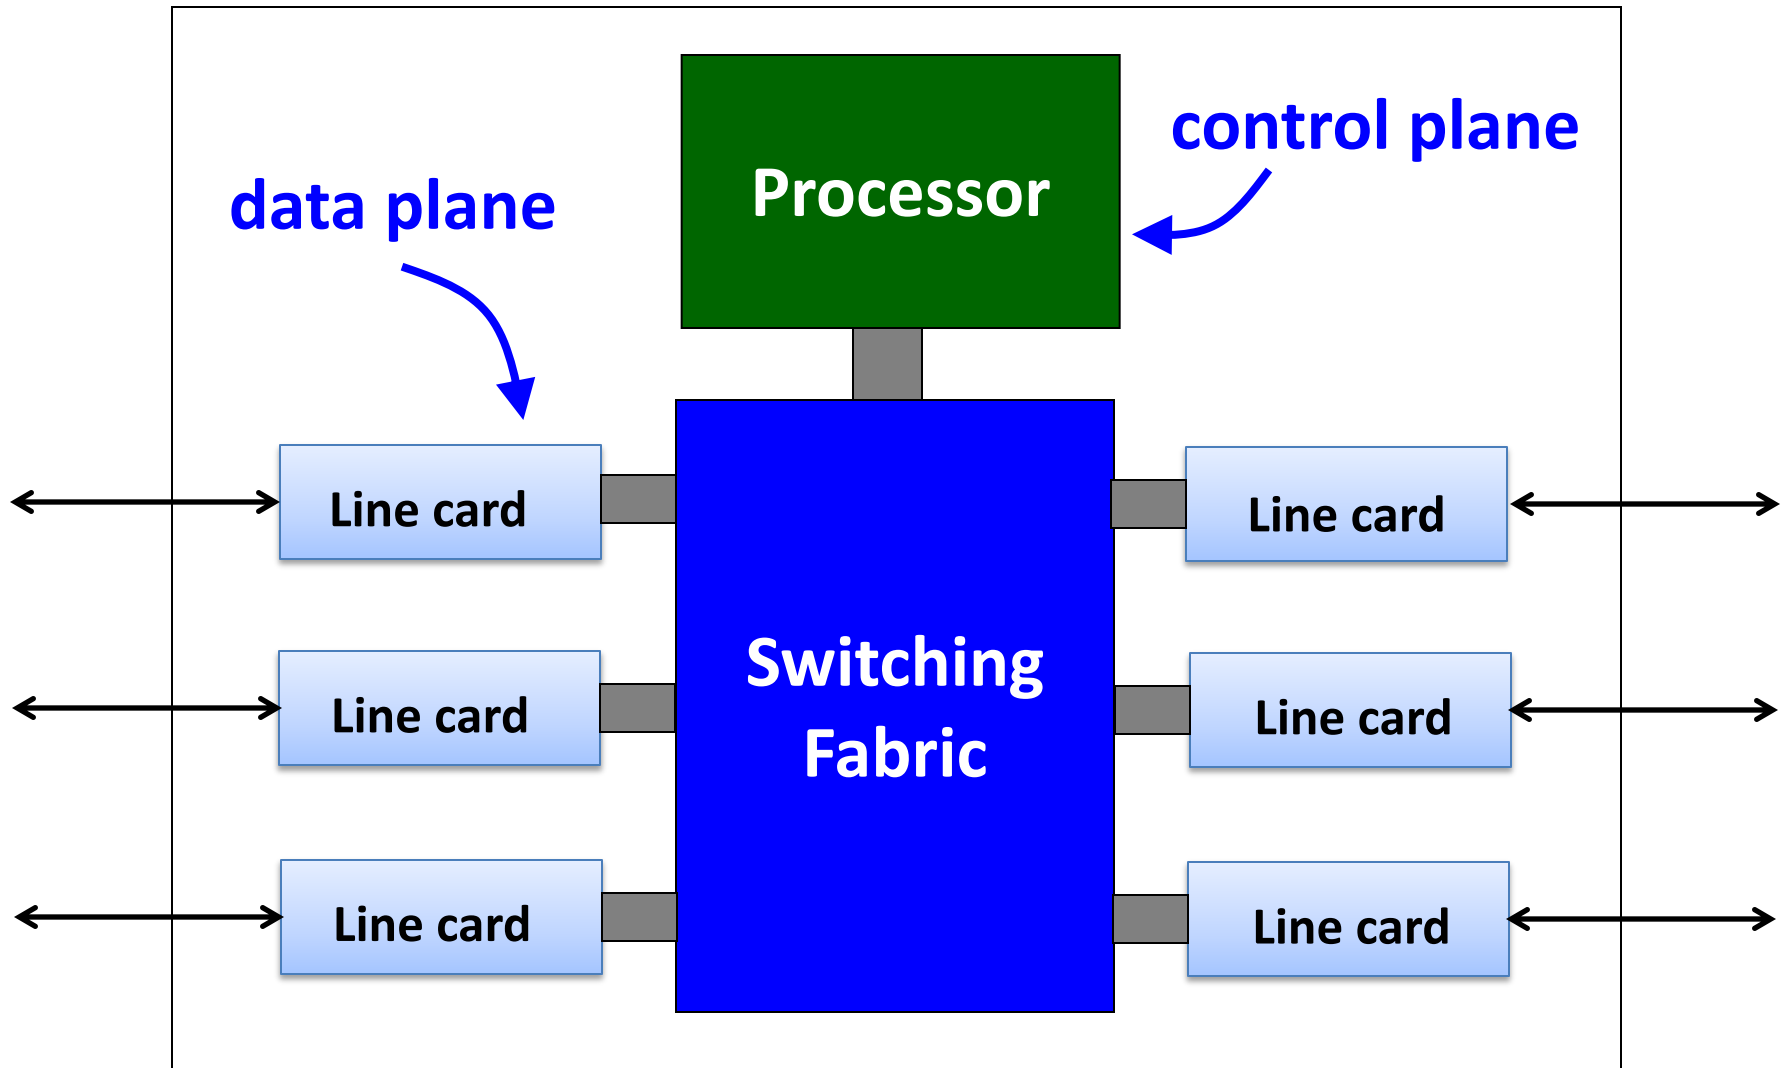 control plane
Processor
data plane
Line card
Line card
Switching
Fabric
Line card
Line card
Line card
Line card